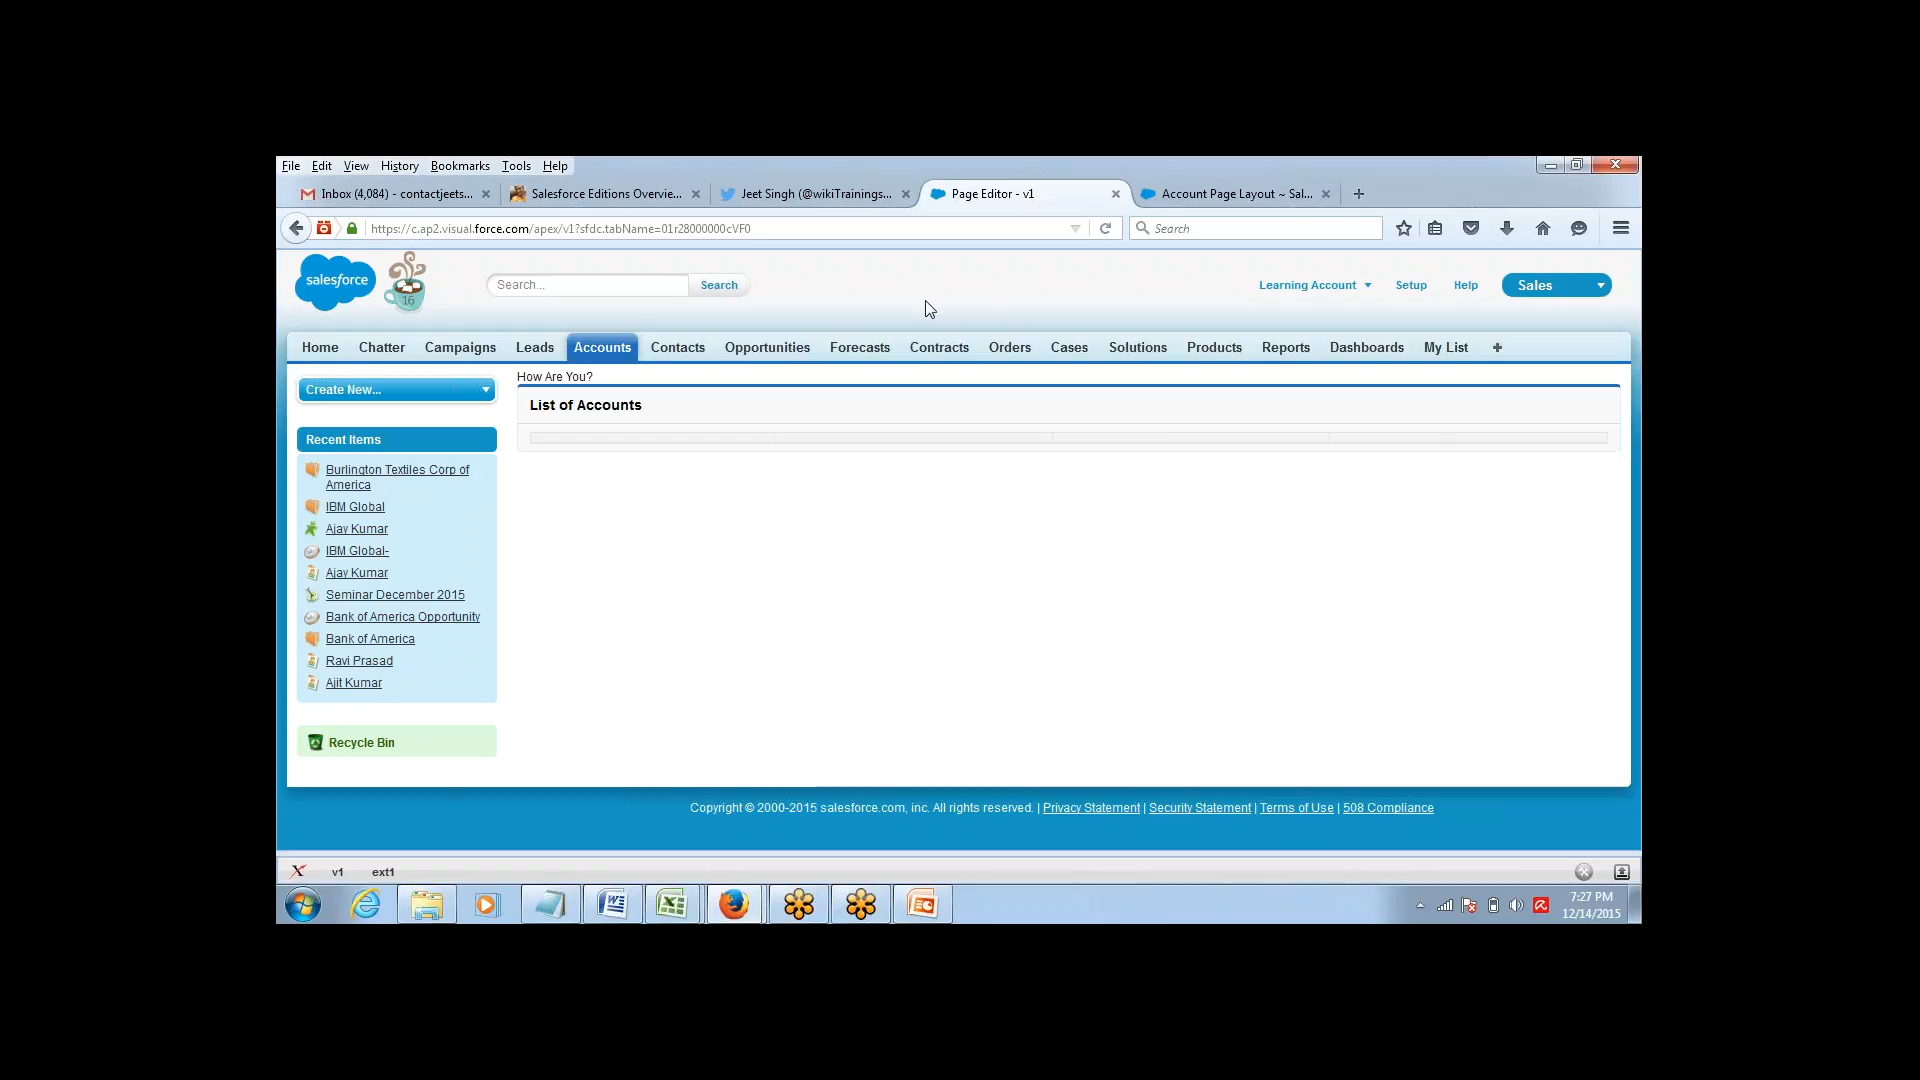 File Edit View History Bookmarks Tools Help
Inbox (4,084) - contactjeets... Salesforce Editions Overvie... Jeet Singh (@wikiTrainings... Page Editor - v1 Account Page Layout ~ Sal...
https://c.ap2.visual.force.com/apex/v1?sfdc.tabName=01r28000000cVF0 Search
salesforce 16 Search... Search Learning Account Setup Help Sales
Home Chatter Campaigns Leads Accounts Contacts Opportunities Forecasts Contracts Orders Cases Solutions Products Reports Dashboards My List +
How Are You?
Create New...
List of Accounts
Recent Items
Burlington Textiles Corp of
America
IBM Global
Ajay Kumar
IBM Global-
Ajay Kumar
Seminar December 2015
Bank of America Opportunity
Bank of America
Ravi Prasad
Ajit Kumar
Recycle Bin
Copyright © 2000-2015 salesforce.com, inc. All rights reserved. | Privacy Statement | Security Statement | Terms of Use | 508 Compliance
v1 ext1
7:27 PM
12/14/2015